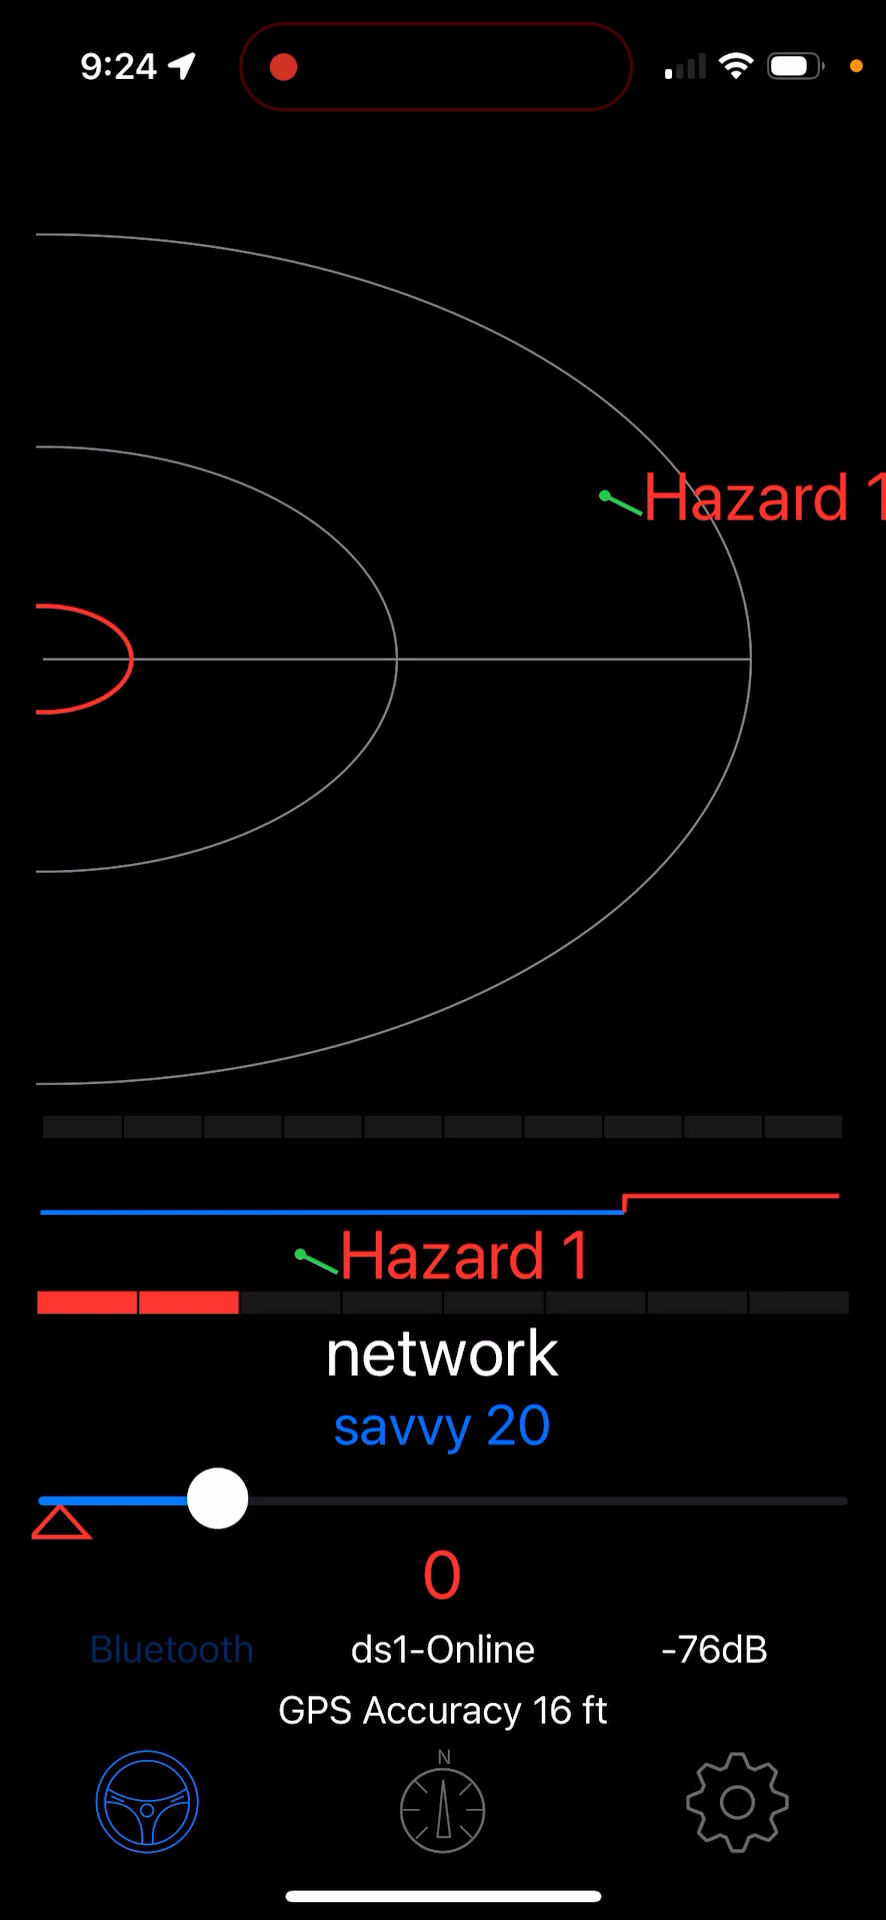 9:24
Hazard 1
Hazard 1
network
savvy 20
0
Bluetooth ds1-Online -76dB
GPS Accuracy 16 ft
N